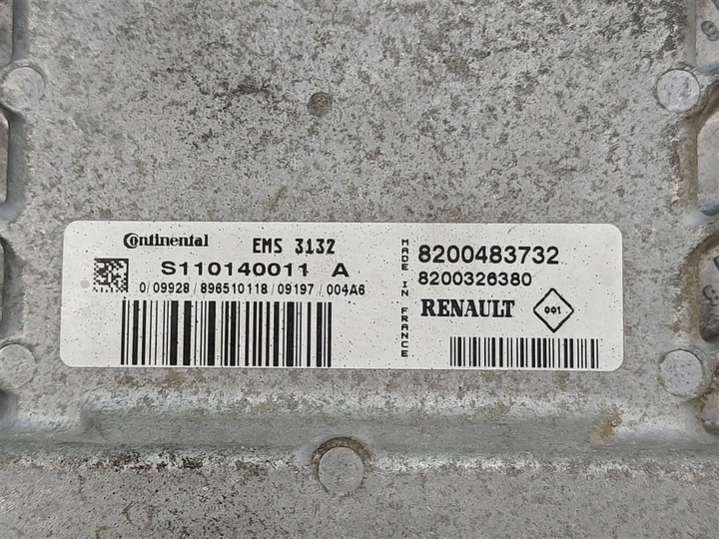 Continental EMS 3132
S110140011 A
0/09928/896510118/09197/004A6
MADE IN FRANCE
8200483732
8200326380
RENAULT 001